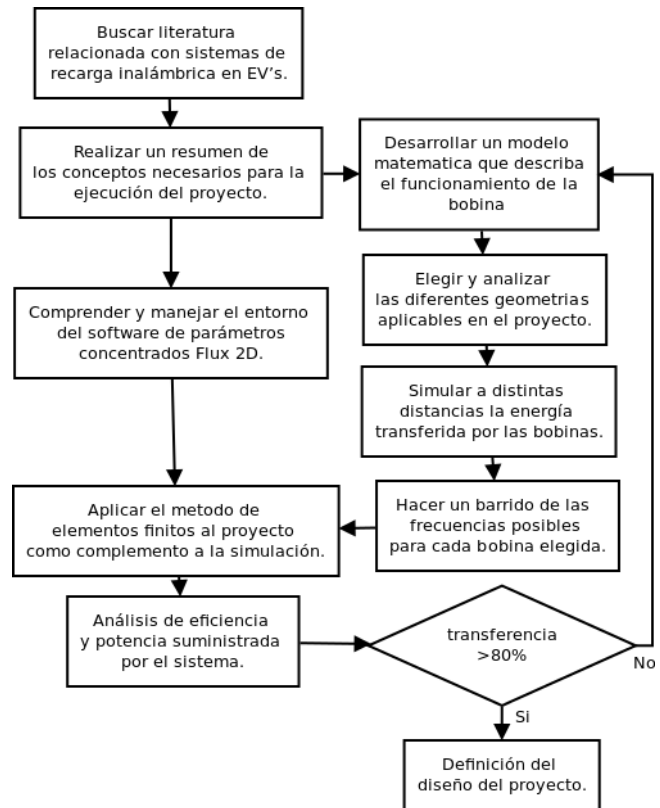 Buscar literatura
relacionada con sistemas de
recarga inalámbrica en EV's.
Realizar un resumen de
los conceptos necesarios para la
ejecución del proyecto.
Desarrollar un modelo
matematica que describa
el funcionamiento de la
bobina
Elegir y analizar
las diferentes geometrias
aplicables en el proyecto.
Comprender y manejar el entorno
del software de parámetros
concentrados Flux 2D.
Simular a distintas
distancias la energía
transferida por las bobinas.
Hacer un barrido de las
frecuencias posibles
para cada bobina elegida.
Aplicar el metodo de
elementos finitos al proyecto
como complemento a la simulación.
Análisis de eficiencia
y potencia suministrada
por el sistema.
transferencia
>80%
No
Si
Definición del
diseño del proyecto.